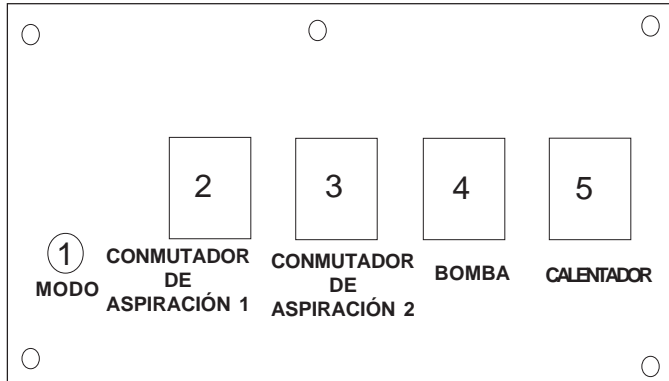 2
3
4
5
1
MODO
CONMUTADOR
DE
ASPIRACIÓN 1
CONMUTADOR
DE
ASPIRACIÓN 2
BOMBA
CALENTADOR